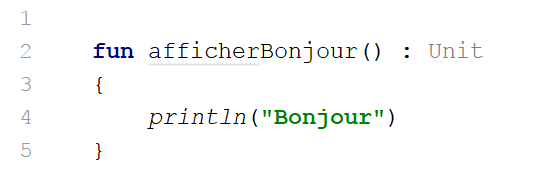 1
2 fun afficherBonjour() : Unit
3 {
4 println("Bonjour")
5 }